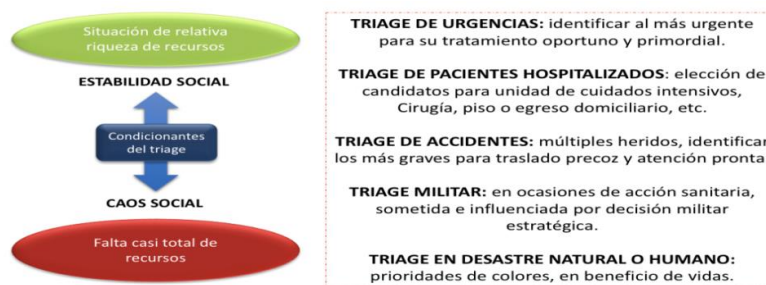 Situación de relativa
riqueza de recursos
ESTABILIDAD SOCIAL
Condicionantes
del triage
CAOS SOCIAL
Falta casi total de
recursos
TRIAGE DE URGENCIAS: identificar al más urgente
para su tratamiento oportuno y primordial.
TRIAGE DE PACIENTES HOSPITALIZADOS: elección de
candidatos para unidad de cuidados intensivos,
Cirugía, piso o egreso domiciliario, etc.
TRIAGE DE ACCIDENTES: múltiples heridos, identificar
los más graves para traslado precoz y atención pronta
TRIAGE MILITAR: en ocasiones de acción sanitaria,
sometida e influenciada por decisión militar
estratégica.
TRIAGE EN DESASTRE NATURAL O HUMANO:
prioridades de colores, en beneficio de vidas.